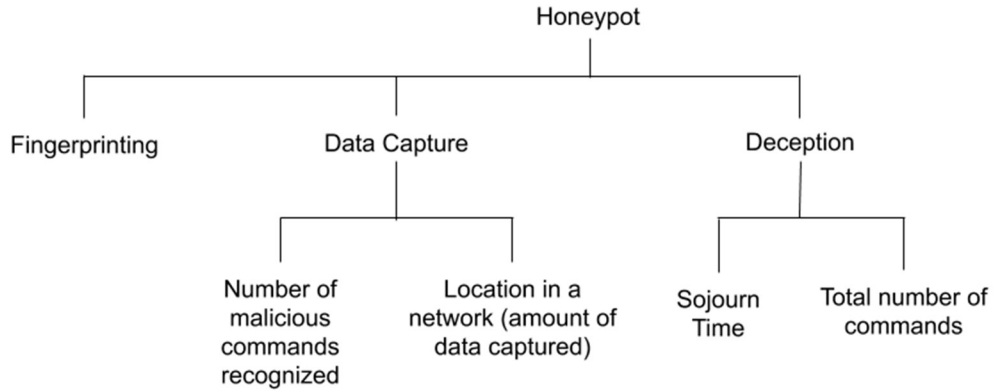 Honeypot
Fingerprinting
Data Capture
Deception
Number of
malicious
commands
recognized
Location in a
network (amount of
data captured)
Sojourn
Time
Total number of
commands